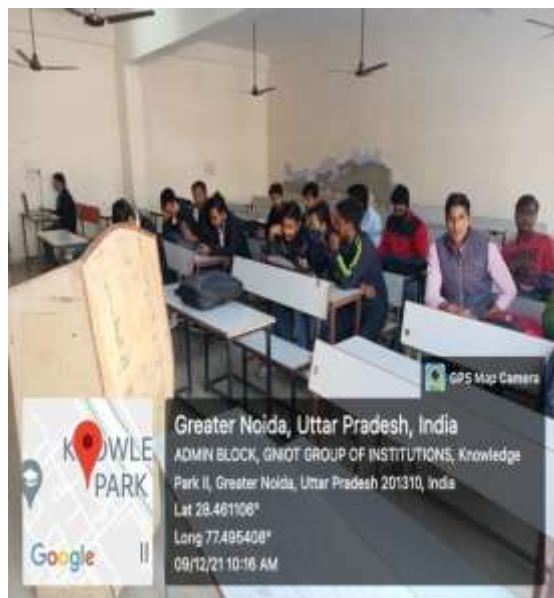 GPS Map Camera
KNOWLE
PARK
II
Google
Greater Noida, Uttar Pradesh, India
ADMIN BLOCK, GNIOT GROUP OF INSTITUTIONS, Knowledge
Park II, Greater Noida, Uttar Pradesh 201310, India
Lat 28.461106°
Long 77.495408°
09/12/21 10:16 AM